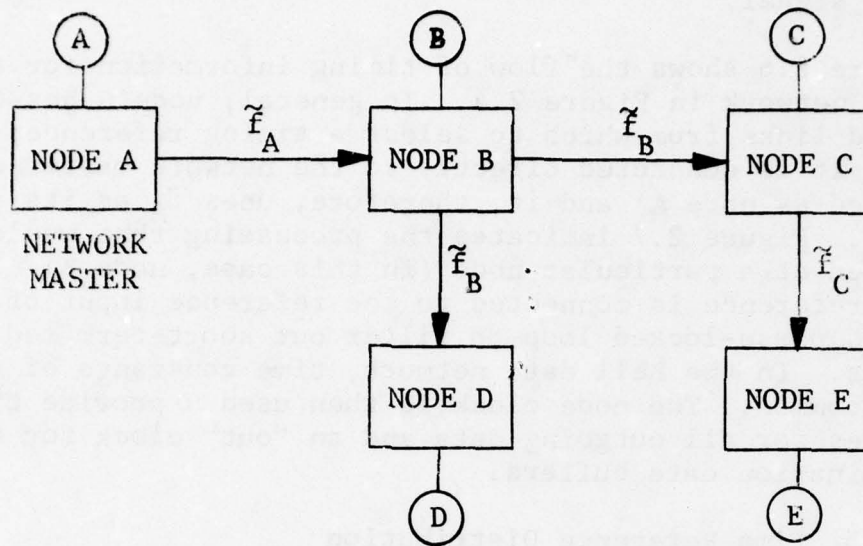 A
B
C
f̃A
f̃B
NODE A
NODE B
NODE C
NETWORK
MASTER
f̃B
f̃C
NODE D
NODE E
D
E